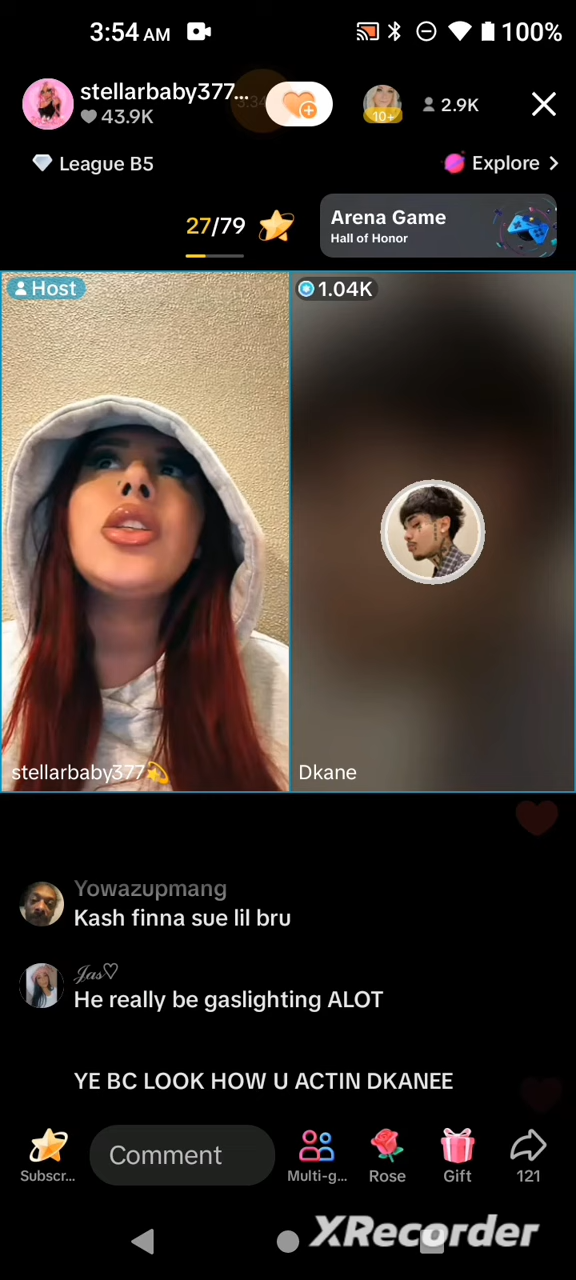 3:54 AM
100%
stellarbaby377...
43.9K
10+
2.9K
League B5
Explore >
27/79
Arena Game
Hall of Honor
Host
1.04K
stellarbaby377💫
Dkane
Yowazupmang
Kash finna sue lil bru
𝒥𝒶𝓈♡
He really be gaslighting ALOT
YE BC LOOK HOW U ACTIN DKANEE
Comment
Subscr...
Multi-g...
Rose
Gift
121
XRecorder